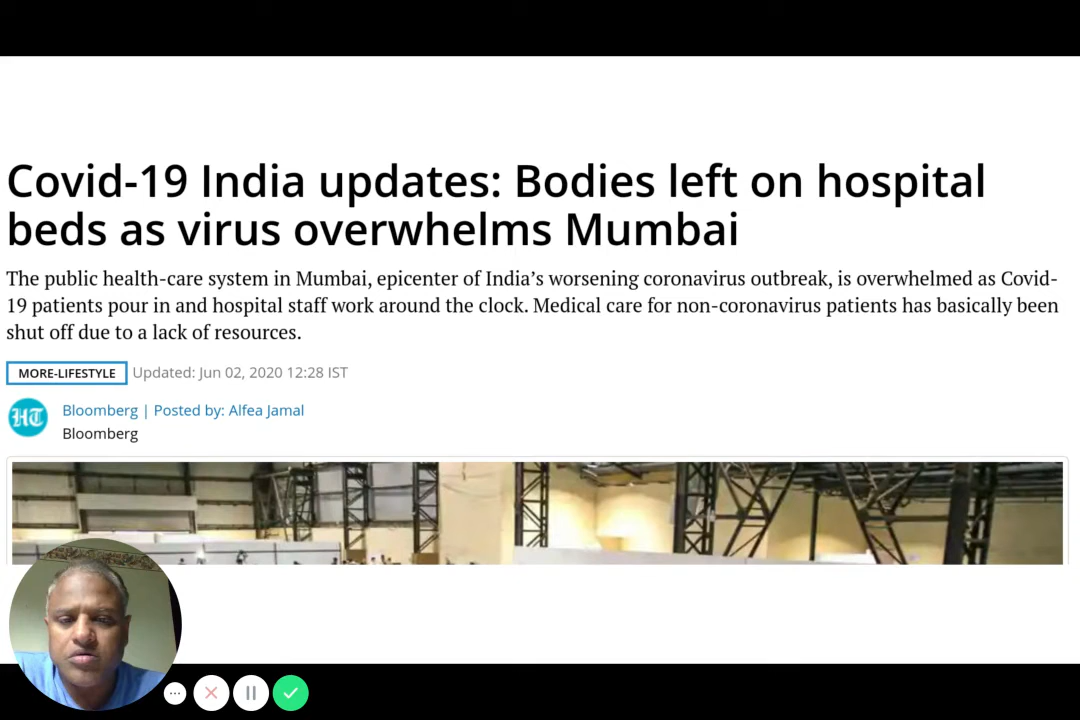 Covid-19 India updates: Bodies left on hospital
beds as virus overwhelms Mumbai
The public health-care system in Mumbai, epicenter of India’s worsening coronavirus outbreak, is overwhelmed as Covid-
19 patients pour in and hospital staff work around the clock. Medical care for non-coronavirus patients has basically been
shut off due to a lack of resources.
MORE-LIFESTYLE Updated: Jun 02, 2020 12:28 IST
HT
Bloomberg | Posted by: Alfea Jamal
Bloomberg